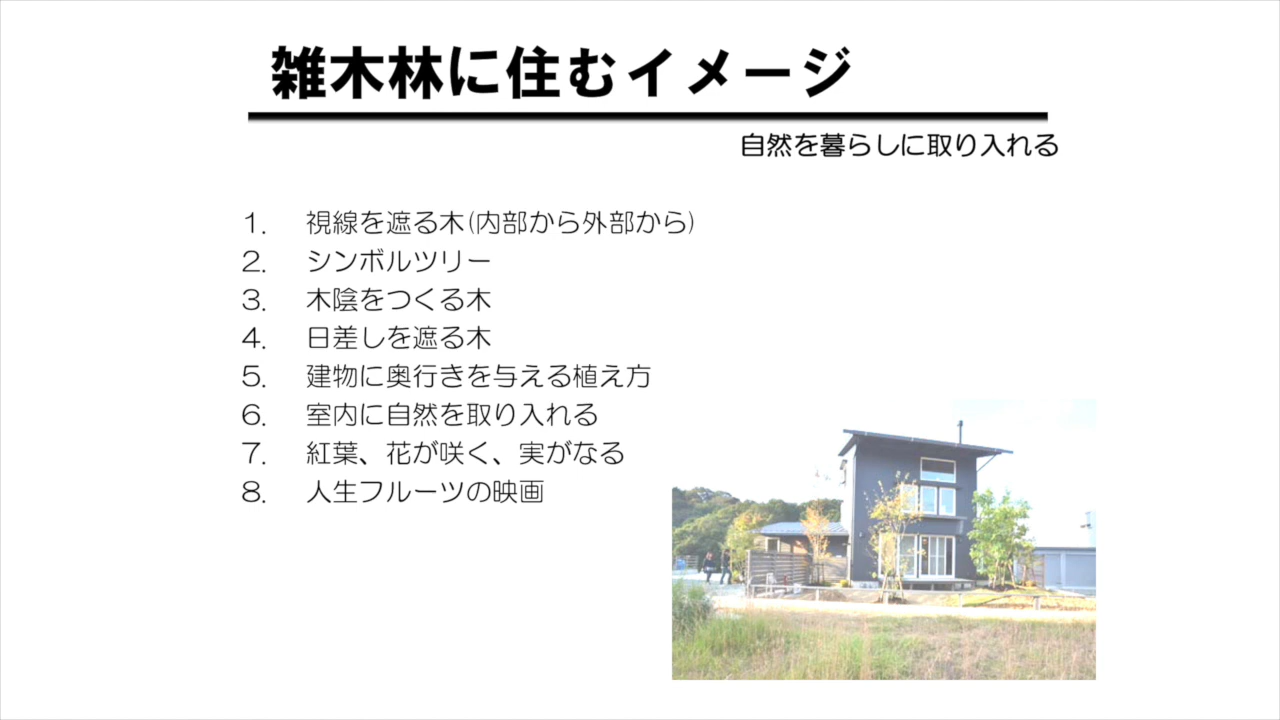 雑木林に住むイメージ
自然を暮らしに取り入れる
1. 視線を遮る木(内部から外部から)
2. シンボルツリー
3. 木陰をつくる木
4. 日差しを遮る木
5. 建物に奥行きを与える植え方
6. 室内に自然を取り入れる
7. 紅葉、花が咲く、実がなる
8. 人生フルーツの映画